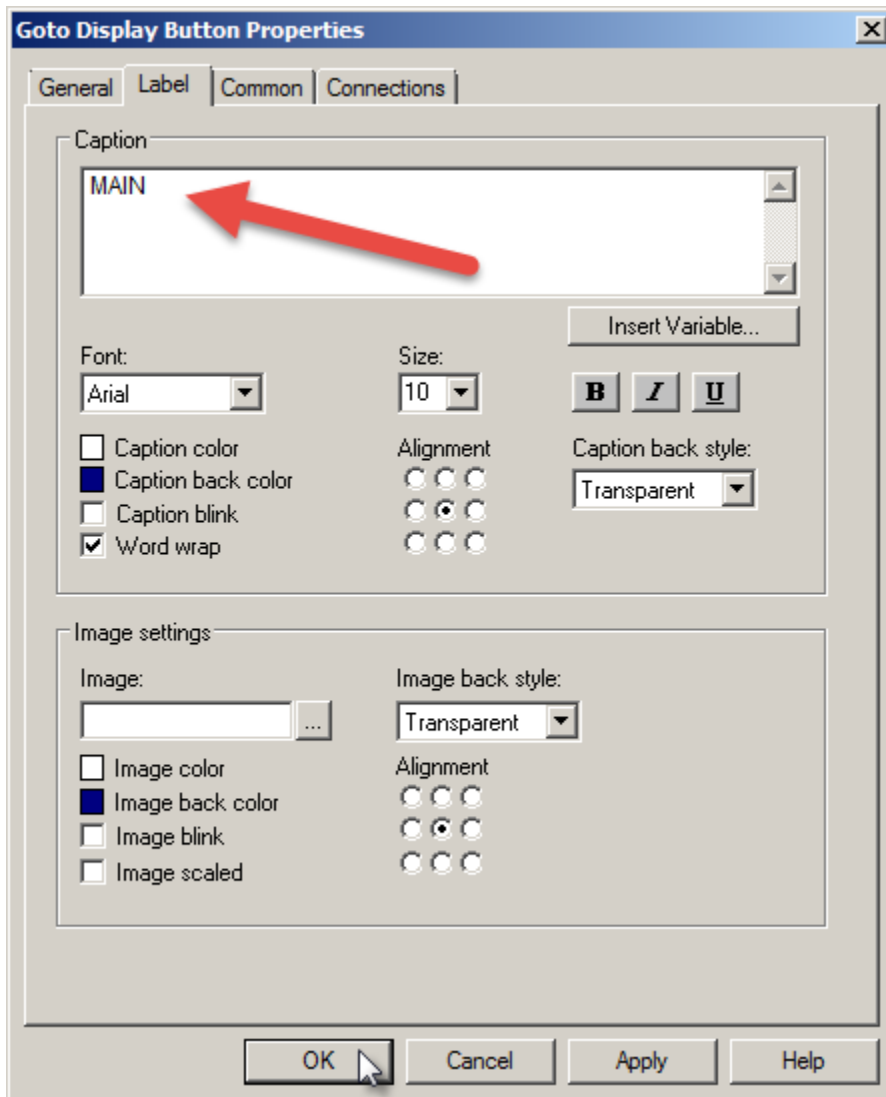 Goto Display Button Properties
General Label Common Connections
Caption
MAIN
Insert Variable...
Font: Size:
Arial 10 B I U
Caption color Alignment Caption back style:
Caption back color Transparent
Caption blink
Word wrap
Image settings
Image: Image back style:
... Transparent
Image color Alignment
Image back color
Image blink
Image scaled
OK Cancel Apply Help